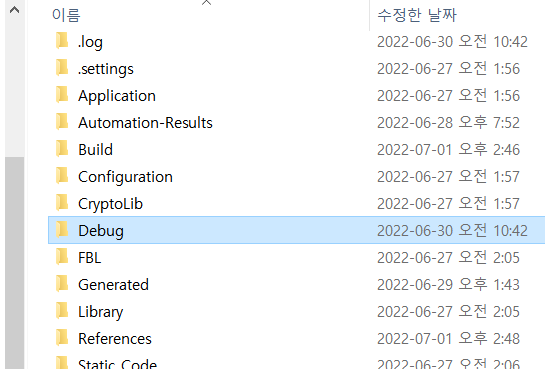 이름 수정한 날짜
.log 2022-06-30 오전 10:42
.settings 2022-06-27 오전 1:56
Application 2022-06-27 오전 1:56
Automation-Results 2022-06-28 오후 7:52
Build 2022-07-01 오후 2:46
Configuration 2022-06-27 오전 1:57
CryptoLib 2022-06-27 오전 1:57
Debug 2022-06-30 오전 10:42
FBL 2022-06-27 오전 2:05
Generated 2022-06-29 오후 1:43
Library 2022-06-27 오전 2:05
References 2022-07-01 오후 2:48
Static_Code 2022-06-27 오전 2:06